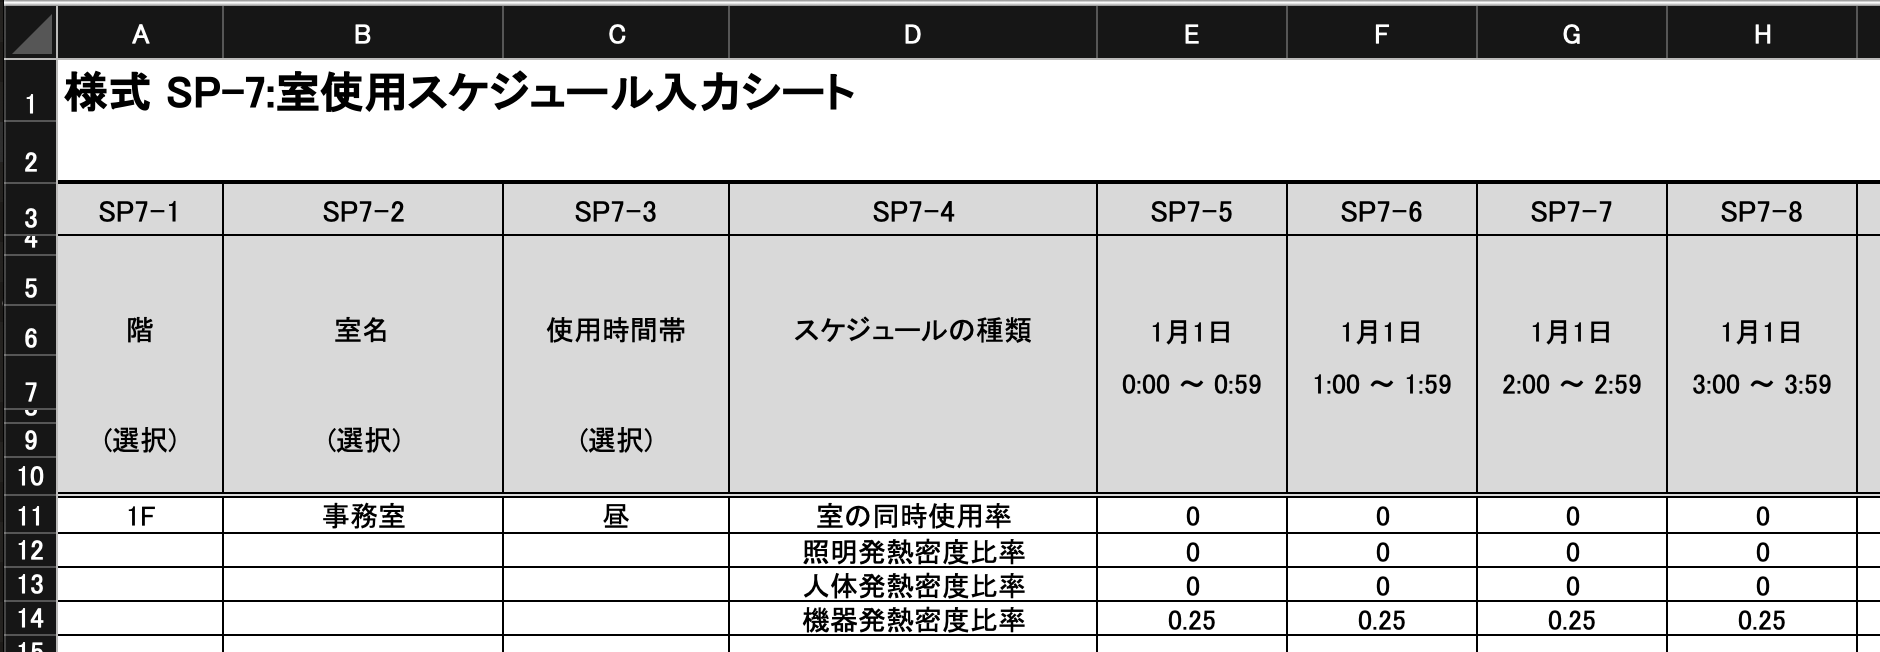 A B C D E F G H
1 様式 SP-7:室使用スケジュール入力シート
2
3 SP7-1 SP7-2 SP7-3 SP7-4 SP7-5 SP7-6 SP7-7 SP7-8
4
5
6 階 室名 使用時間帯 スケジュールの種類 1月1日 1月1日 1月1日 1月1日
7 0:00 ～ 0:59 1:00 ～ 1:59 2:00 ～ 2:59 3:00 ～ 3:59
9 (選択) (選択) (選択)
10
11 1F 事務室 昼 室の同時使用率 0 0 0 0
12 照明発熱密度比率 0 0 0 0
13 人体発熱密度比率 0 0 0 0
14 機器発熱密度比率 0.25 0.25 0.25 0.25
15